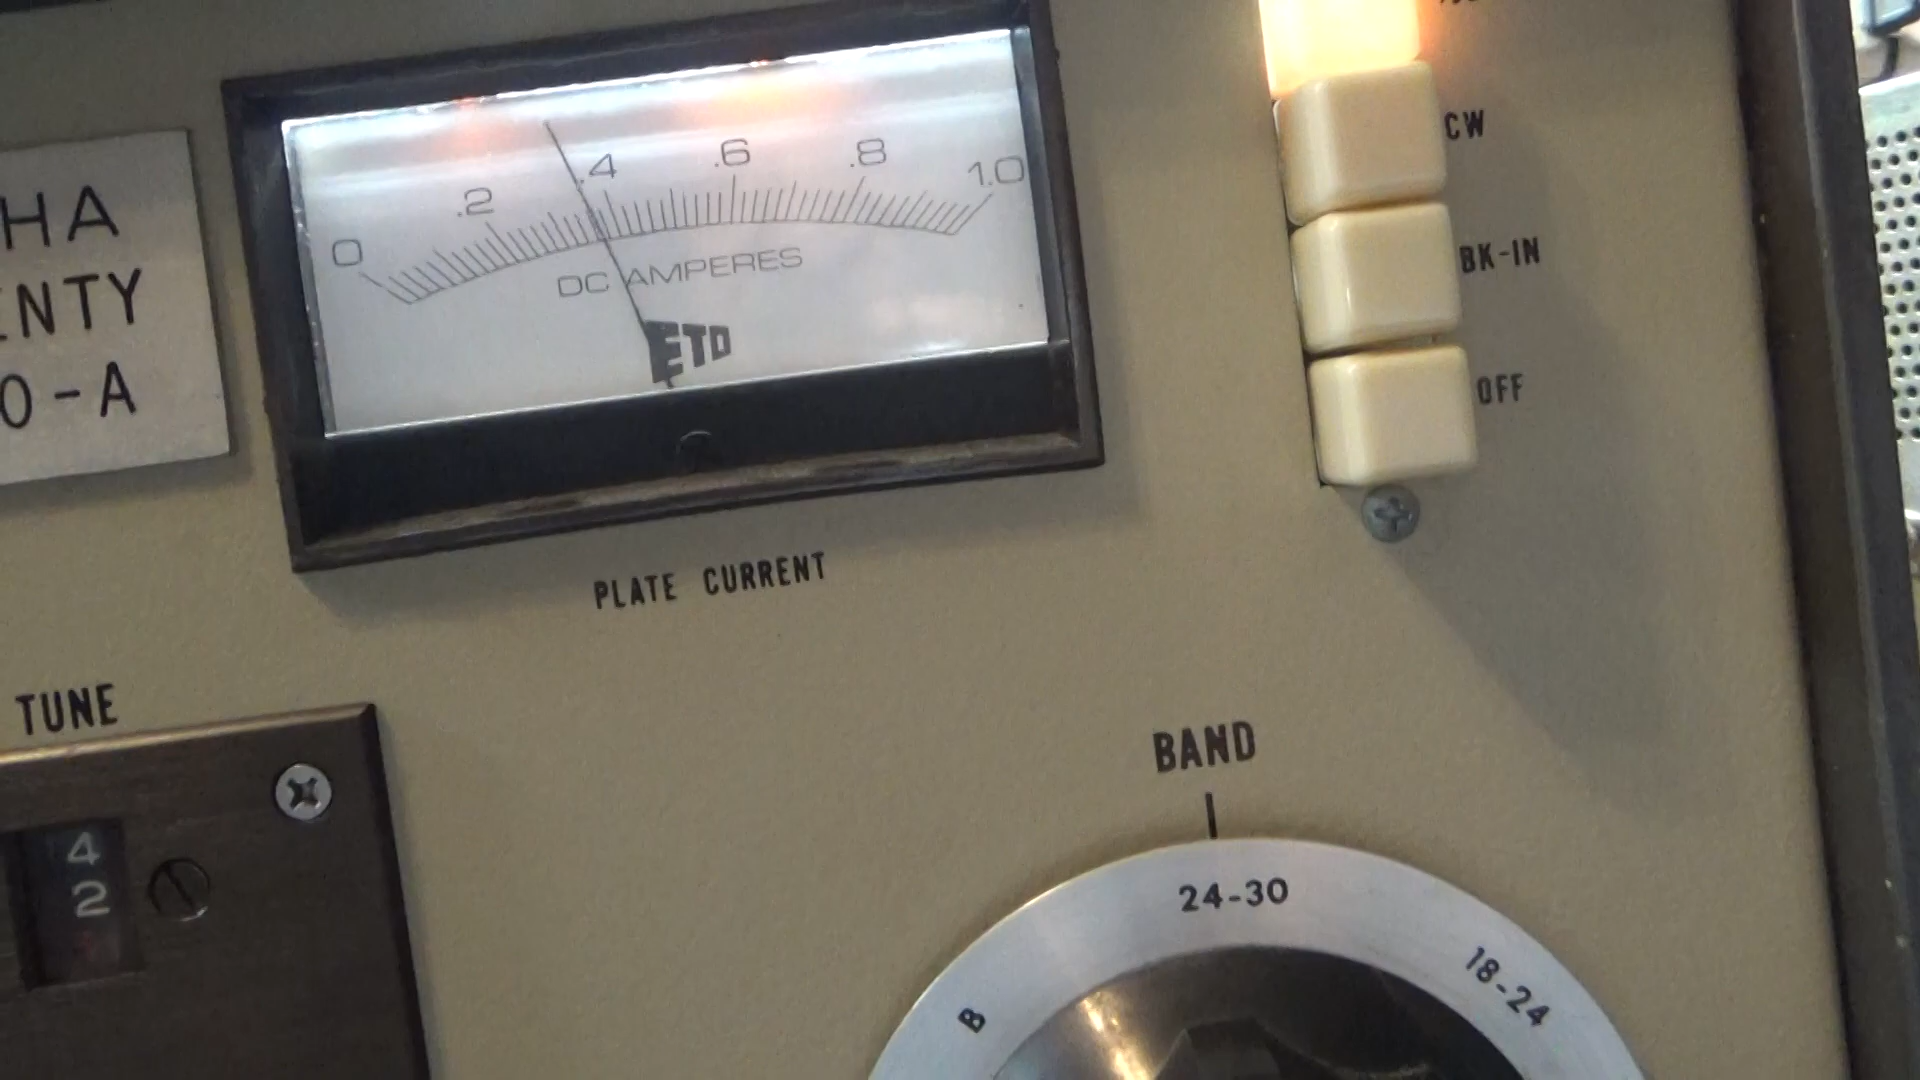 HA
ENTY
0-A
0 .2 .4 .6 .8 1.0
DC AMPERES
ETO
PLATE CURRENT
CW
BK-IN
OFF
TUNE
4
2
BAND
24-30
18-24
B